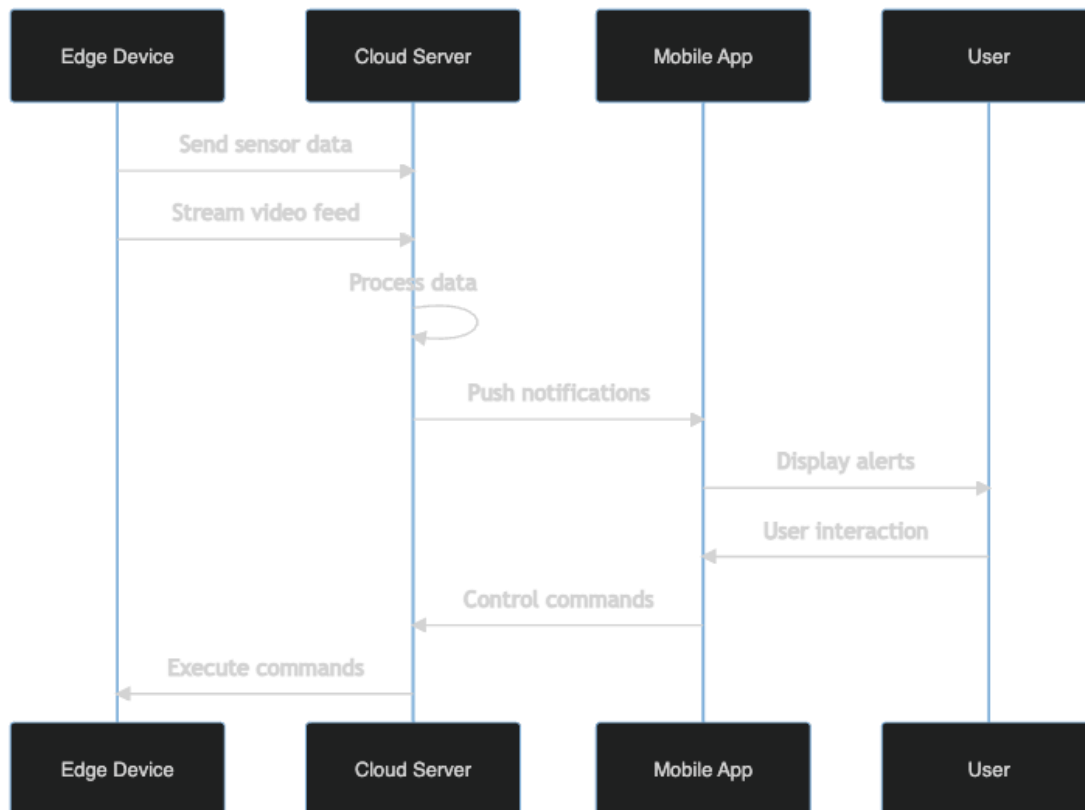 Edge Device
Cloud Server
Mobile App
User
Send sensor data
Stream video feed
Process data
Push notifications
Display alerts
User interaction
Control commands
Execute commands
Edge Device
Cloud Server
Mobile App
User